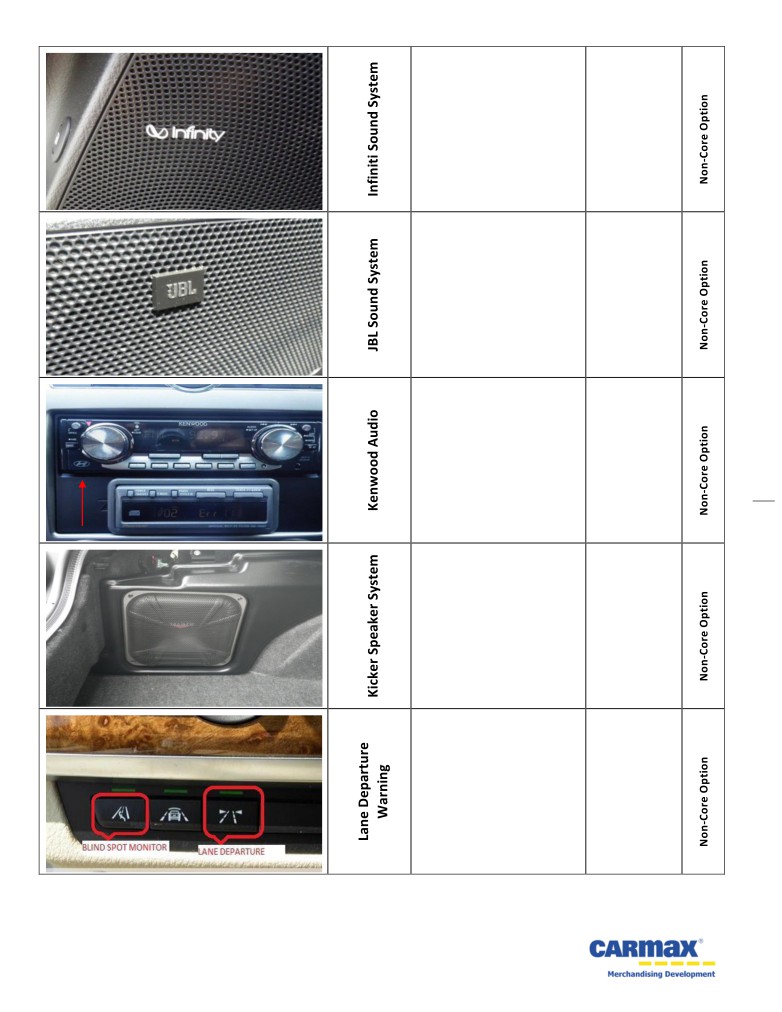 Infinity
Infiniti Sound System
Non-Core Option
JBL
JBL Sound System
Non-Core Option
KENWOOD
Kenwood Audio
Non-Core Option
Kicker Speaker System
Non-Core Option
BLIND SPOT MONITOR
LANE DEPARTURE
Lane Departure
Warning
Non-Core Option
CARMAX®
Merchandising Development